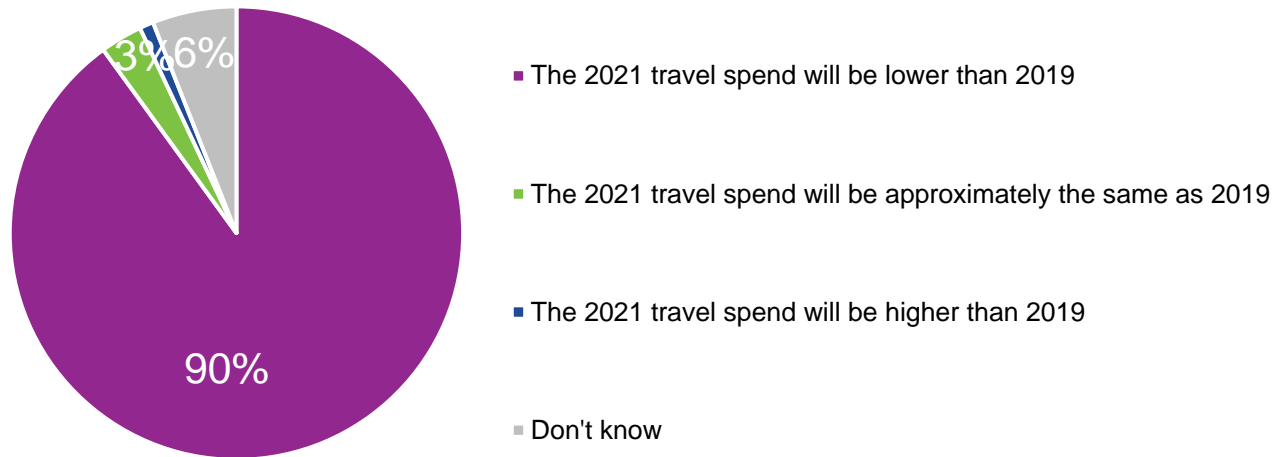 3%
6%
The 2021 travel spend will be lower than 2019
The 2021 travel spend will be approximately the same as 2019
The 2021 travel spend will be higher than 2019
90%
Don't know